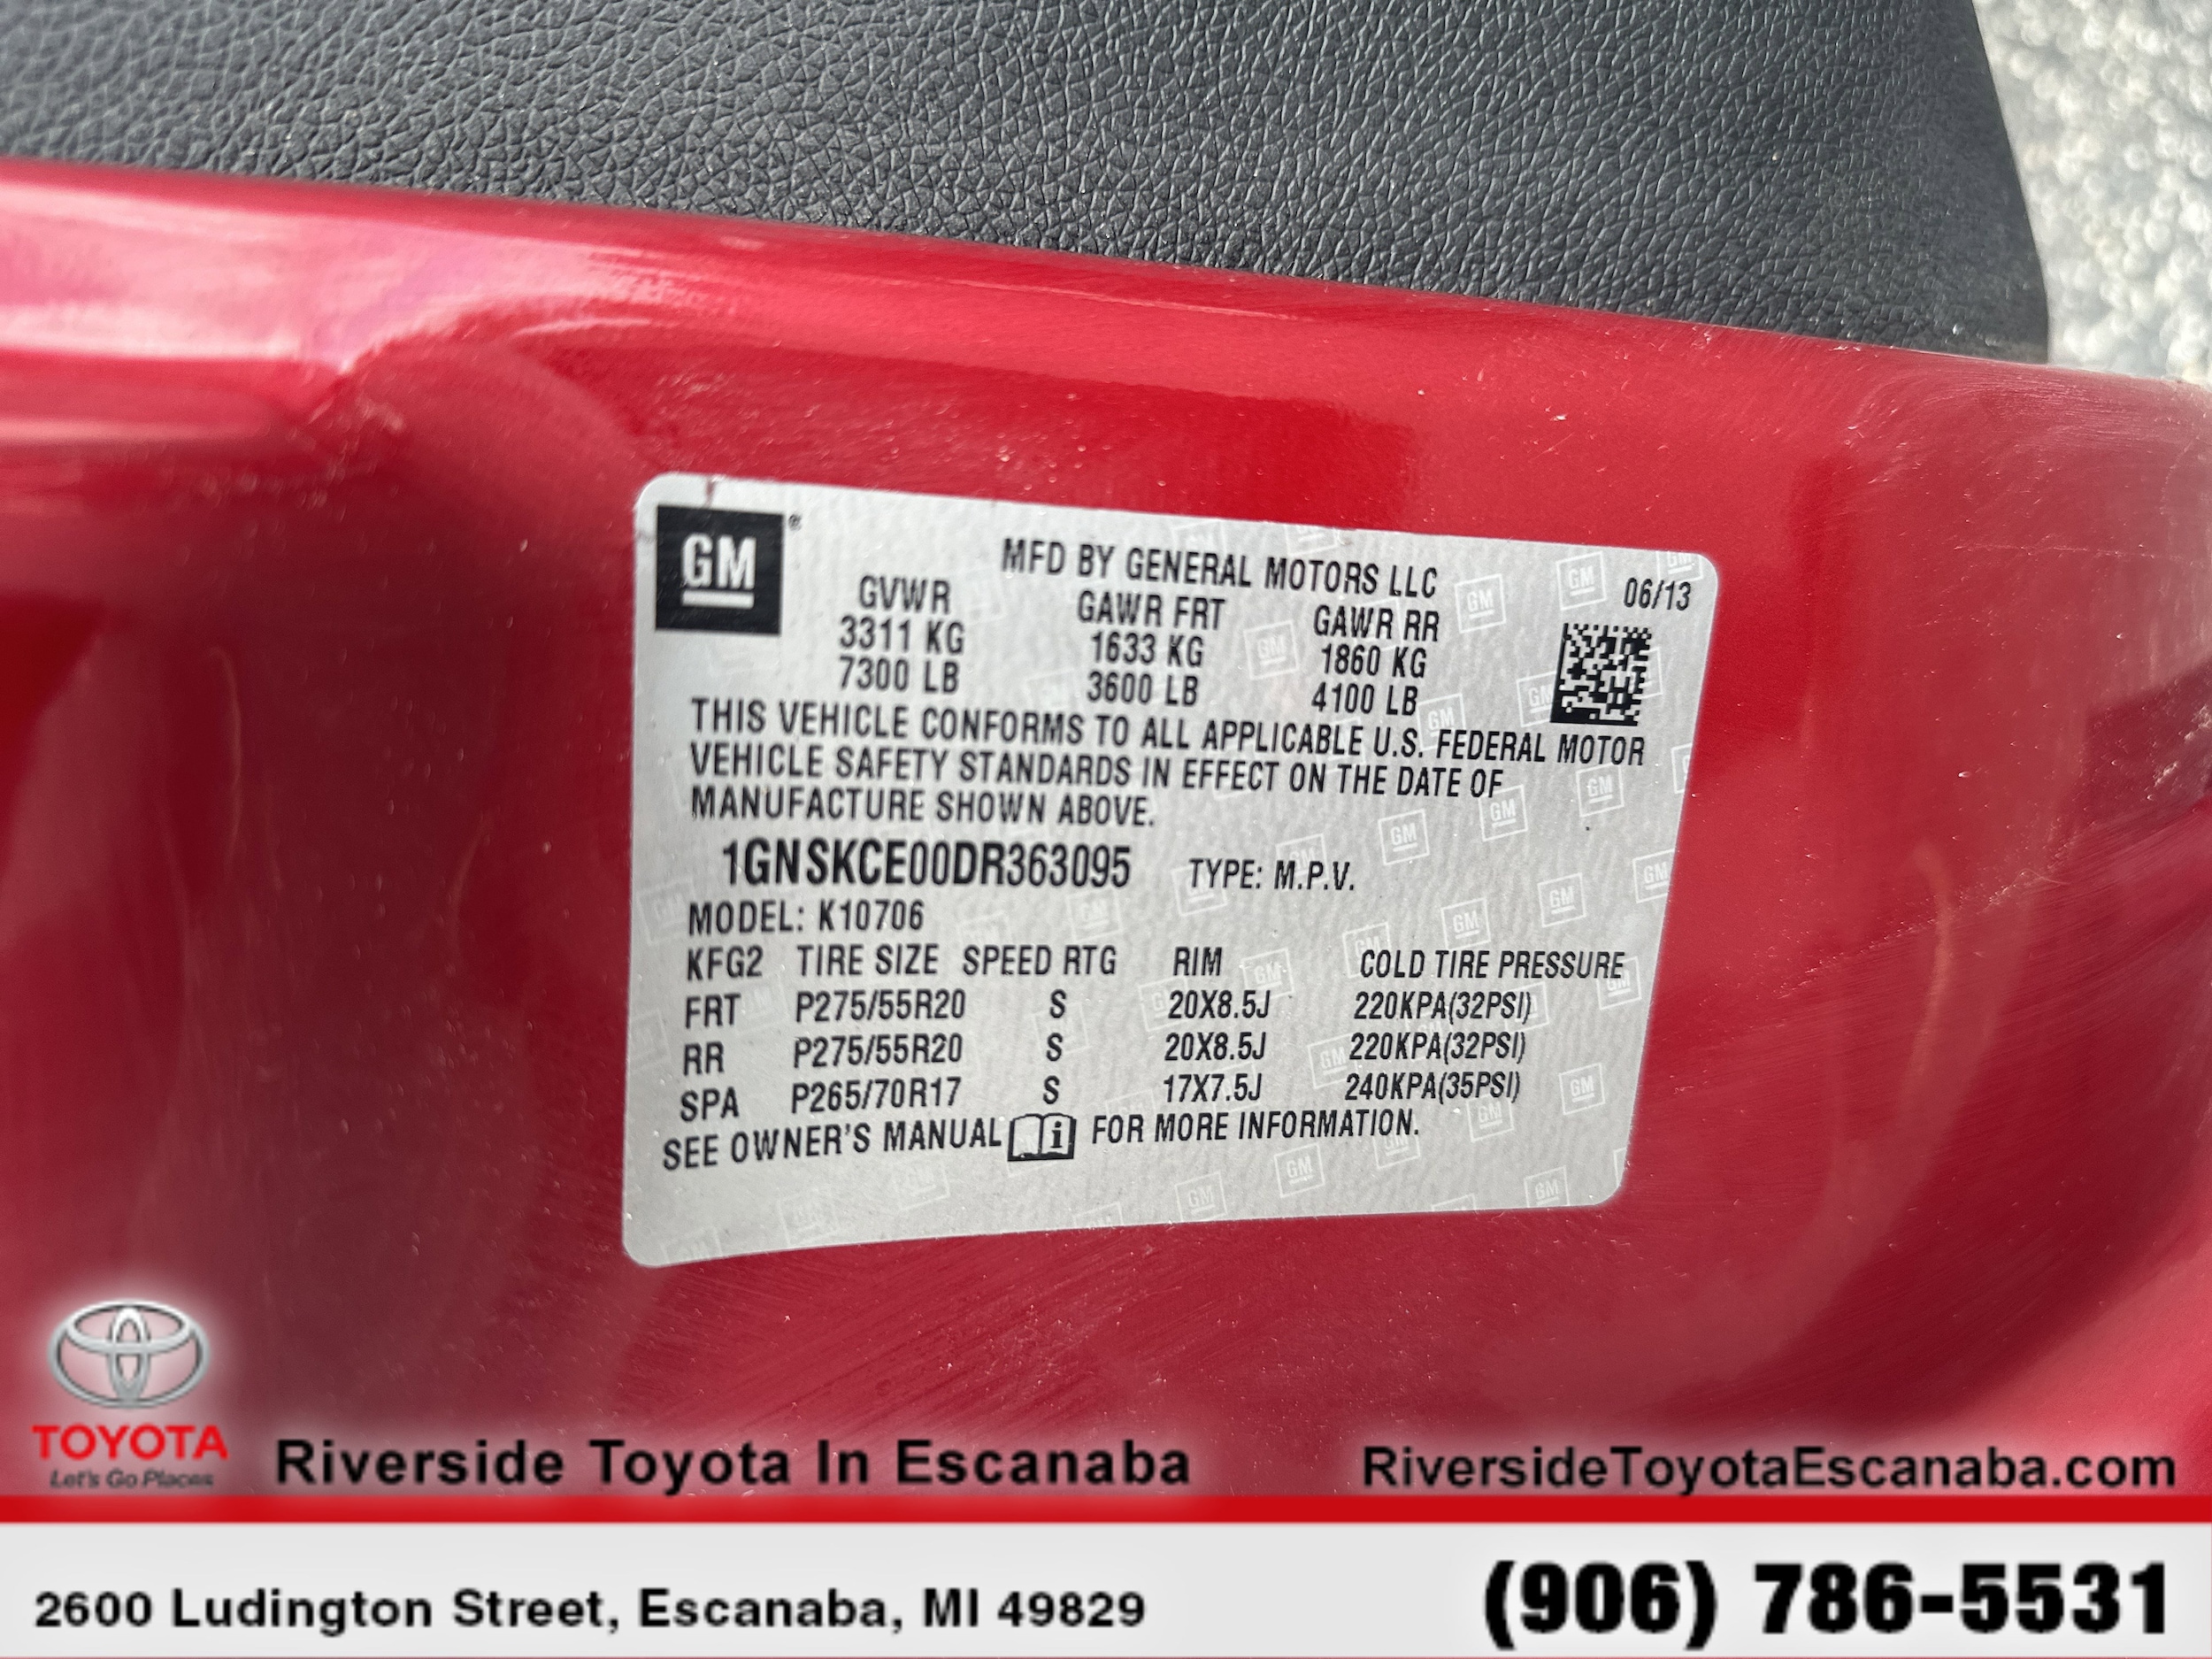 GM®
MFD BY GENERAL MOTORS LLC
06/13
GVWR GAWR FRT GAWR RR
3311 KG 1633 KG 1860 KG
7300 LB 3600 LB 4100 LB
THIS VEHICLE CONFORMS TO ALL APPLICABLE U.S. FEDERAL MOTOR
VEHICLE SAFETY STANDARDS IN EFFECT ON THE DATE OF
MANUFACTURE SHOWN ABOVE.
1GNSKCE00DR363095 TYPE: M.P.V.
MODEL: K10706
KFG2 TIRE SIZE SPEED RTG RIM COLD TIRE PRESSURE
FRT P275/55R20 S 20X8.5J 220KPA(32PSI)
RR P275/55R20 S 20X8.5J 220KPA(32PSI)
SPA P265/70R17 S 17X7.5J 240KPA(35PSI)
SEE OWNER'S MANUAL i FOR MORE INFORMATION.
TOYOTA
Let's Go Places
Riverside Toyota In Escanaba
RiversideToyotaEscanaba.com
2600 Ludington Street, Escanaba, MI 49829
(906) 786-5531